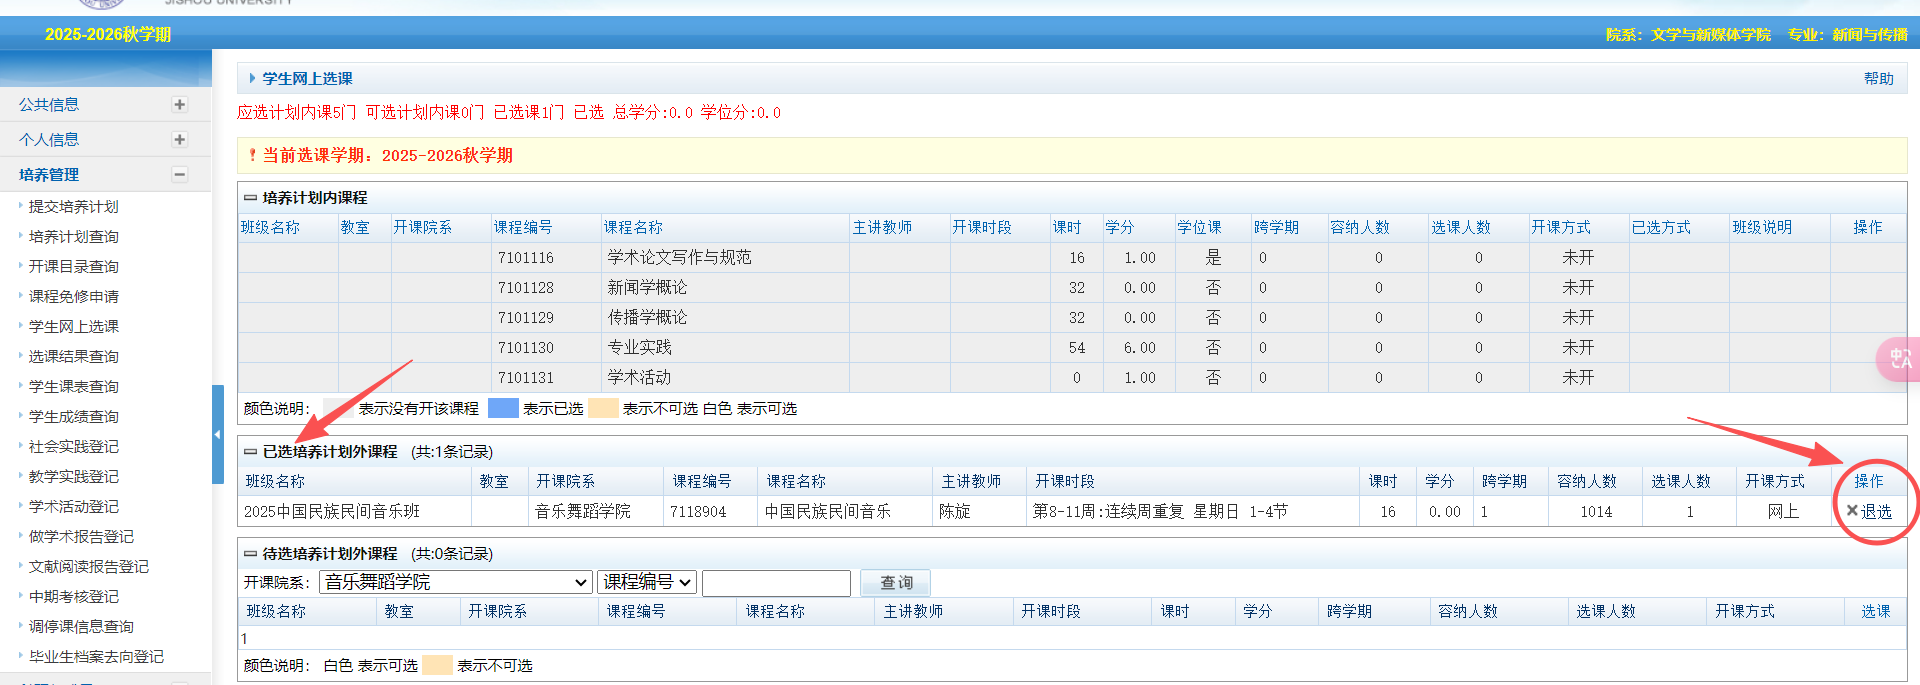 JISHOU UNIVERSITY
2025-2026秋学期
院系：文学与新媒体学院 专业：新闻与传播
公共信息
个人信息
培养管理
提交培养计划
培养计划查询
开课目录查询
课程免修申请
学生网上选课
选课结果查询
学生课表查询
学生成绩查询
社会实践登记
教学实践登记
学术活动登记
做学术报告登记
文献阅读报告登记
中期考核登记
调停课信息查询
毕业生档案去向登记
学生网上选课 帮助
应选计划内课5门 可选计划内课0门 已选课1门 已选 总学分:0.0 学位分:0.0
当前选课学期：2025-2026秋学期
培养计划内课程
班级名称 教室 开课院系 课程编号 课程名称 主讲教师 开课时段 课时 学分 学位课 跨学期 容纳人数 选课人数 开课方式 已选方式 班级说明 操作
7101116 学术论文写作与规范 16 1.00 是 0 0 0 未开
7101128 新闻学概论 32 0.00 否 0 0 0 未开
7101129 传播学概论 32 0.00 否 0 0 0 未开
7101130 专业实践 54 6.00 否 0 0 0 未开
7101131 学术活动 0 1.00 否 0 0 0 未开
颜色说明： 表示没有开该课程 表示已选 表示不可选 白色 表示可选
已选培养计划外课程 (共:1条记录)
班级名称 教室 开课院系 课程编号 课程名称 主讲教师 开课时段 课时 学分 跨学期 容纳人数 选课人数 开课方式 操作
2025中国民族民间音乐班 音乐舞蹈学院 7118904 中国民族民间音乐 陈旋 第8-11周:连续周重复 星期日 1-4节 16 0.00 1 1014 1 网上 退选
待选培养计划外课程 (共:0条记录)
开课院系： 音乐舞蹈学院 课程编号 查询
班级名称 教室 开课院系 课程编号 课程名称 主讲教师 开课时段 课时 学分 跨学期 容纳人数 选课人数 开课方式 选课
1
颜色说明： 白色 表示可选 表示不可选
中A